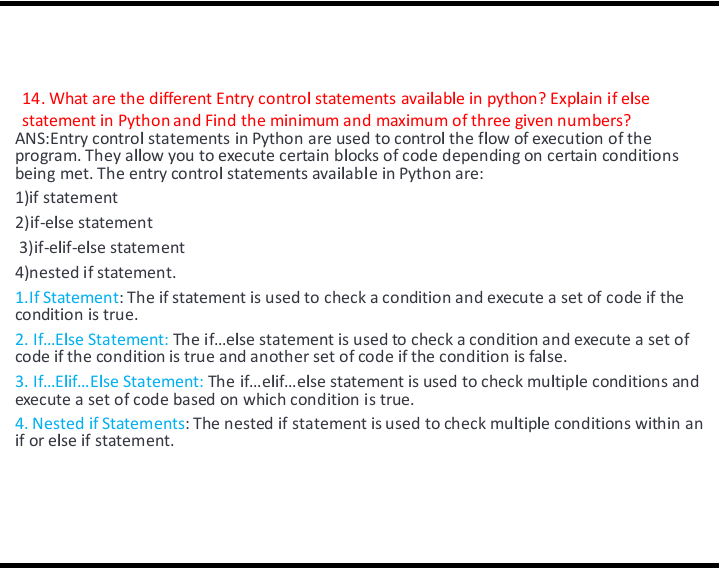 14. What are the different Entry control statements available in python? Explain if else
statement in Python and Find the minimum and maximum of three given numbers?
ANS:Entry control statements in Python are used to control the flow of execution of the
program. They allow you to execute certain blocks of code depending on certain conditions
being met. The entry control statements available in Python are:
1)if statement
2)if-else statement
3)if-elif-else statement
4)nested if statement.
1.If Statement: The if statement is used to check a condition and execute a set of code if the
condition is true.
2. If...Else Statement: The if...else statement is used to check a condition and execute a set of
code if the condition is true and another set of code if the condition is false.
3. If...Elif...Else Statement: The if...elif...else statement is used to check multiple conditions and
execute a set of code based on which condition is true.
4. Nested if Statements: The nested if statement is used to check multiple conditions within an
if or else if statement.